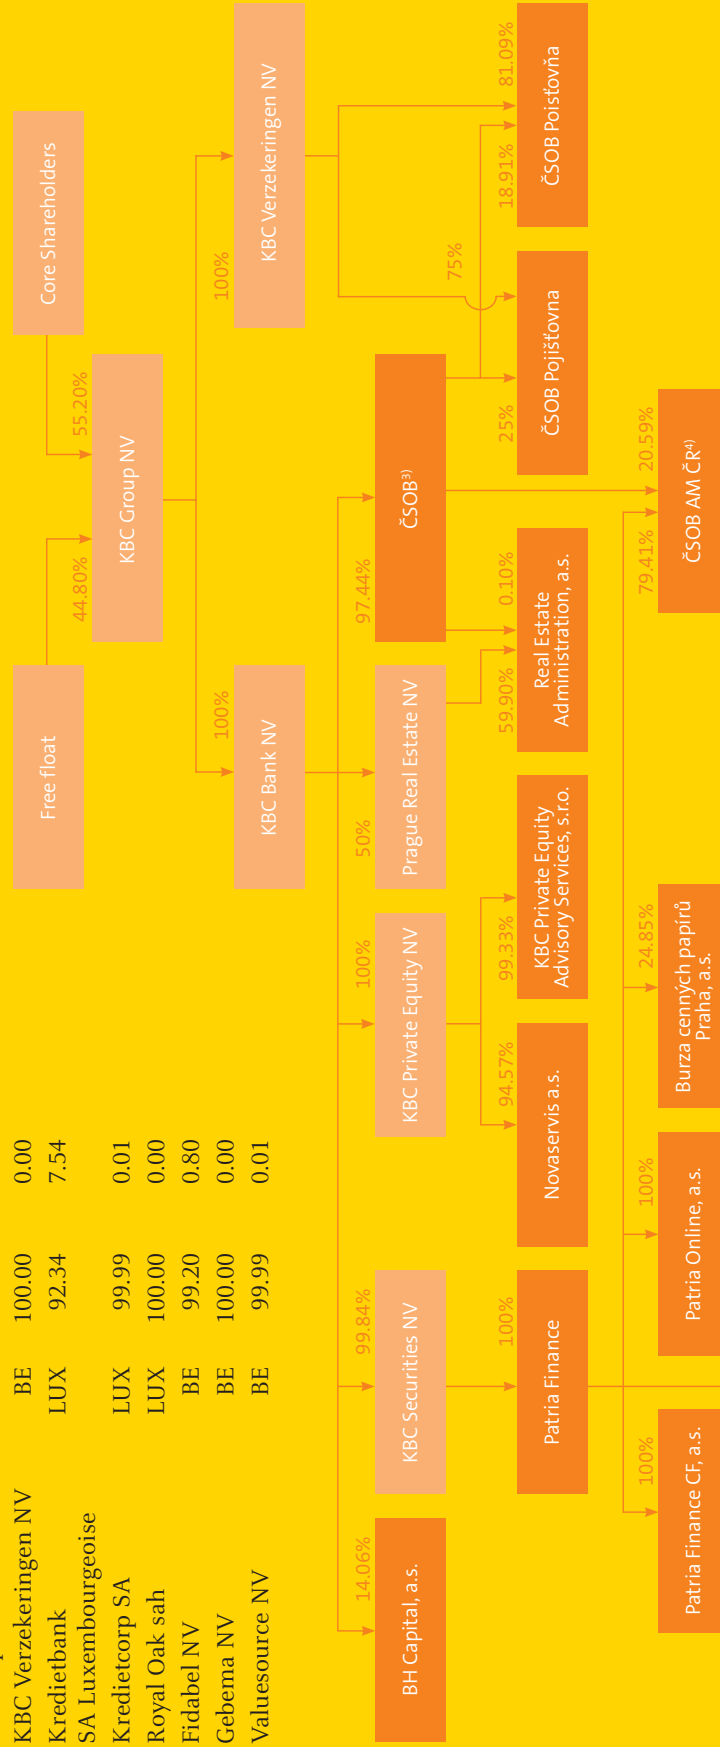 KBC Verzekeringen NV BE 100.00 0.00
Kredietbank LUX 92.34 7.54
SA Luxembourgeoise
Kredietcorp SA LUX 99.99 0.01
Royal Oak sah LUX 100.00 0.00
Fidabel NV BE 99.20 0.80
Gebema NV BE 100.00 0.00
Valuesource NV BE 99.99 0.01
Free float
Core Shareholders
44.80%
55.20%
KBC Group NV
100%
100%
KBC Bank NV
KBC Verzekeringen NV
14.06%
99.84%
100%
50%
97.44%
75%
BH Capital, a.s.
KBC Securities NV
KBC Private Equity NV
Prague Real Estate NV
ČSOB³⁾
100%
94.57%
99.33%
59.90%
0.10%
25%
18.91%
81.09%
Patria Finance
Novaservis a.s.
KBC Private Equity
Advisory Services, s.r.o.
Real Estate
Administration, a.s.
ČSOB Pojišťovna
ČSOB Poisťovňa
100%
100%
24.85%
79.41%
20.59%
Patria Finance CF, a.s.
Patria Online, a.s.
Burza cenných papírů
Praha, a.s.
ČSOB AM ČR⁴⁾